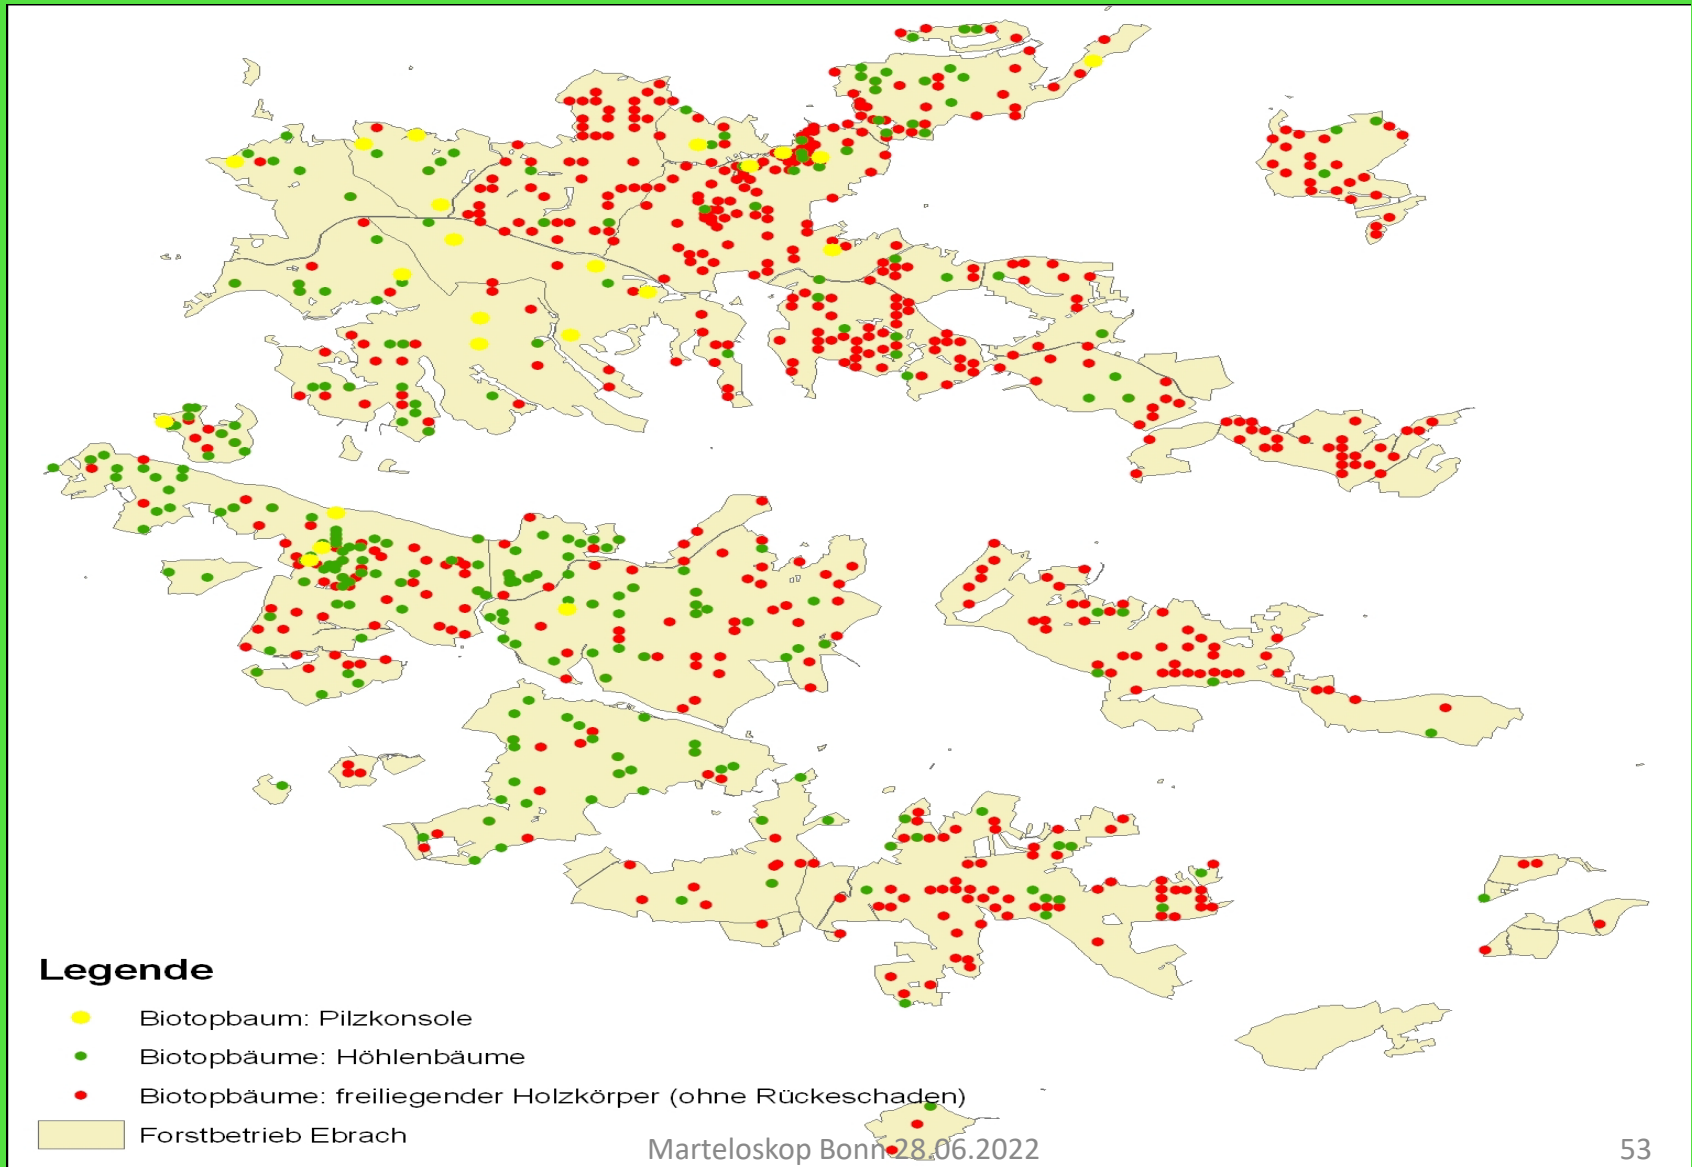 Legende
Biotopbaum: Pilzkonsole
Biotopbäume: Höhlenbäume
Biotopbäume: freiliegender Holzkörper (ohne Rückeschaden)
Forstbetrieb Ebrach
Marteloskop Bonn 28.06.2022
53